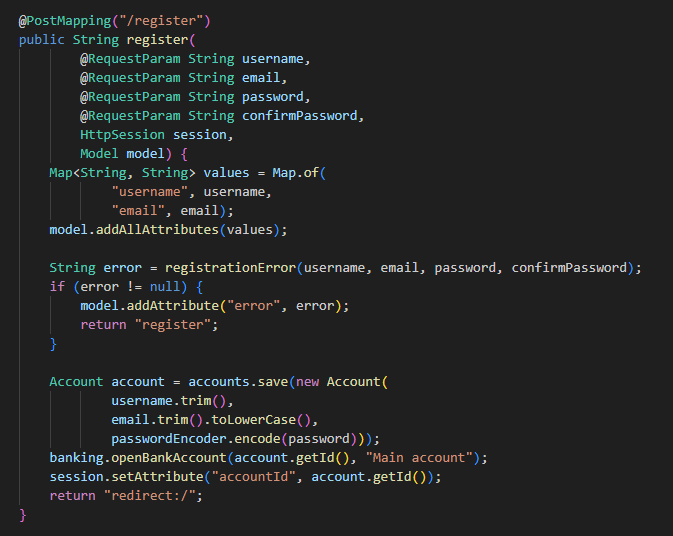 @PostMapping("/register")
public String register(
        @RequestParam String username,
        @RequestParam String email,
        @RequestParam String password,
        @RequestParam String confirmPassword,
        HttpSession session,
        Model model) {
    Map<String, String> values = Map.of(
            "username", username,
            "email", email);
    model.addAllAttributes(values);

    String error = registrationError(username, email, password, confirmPassword);
    if (error != null) {
        model.addAttribute("error", error);
        return "register";
    }

    Account account = accounts.save(new Account(
            username.trim(),
            email.trim().toLowerCase(),
            passwordEncoder.encode(password)));
    banking.openBankAccount(account.getId(), "Main account");
    session.setAttribute("accountId", account.getId());
    return "redirect:/";
}